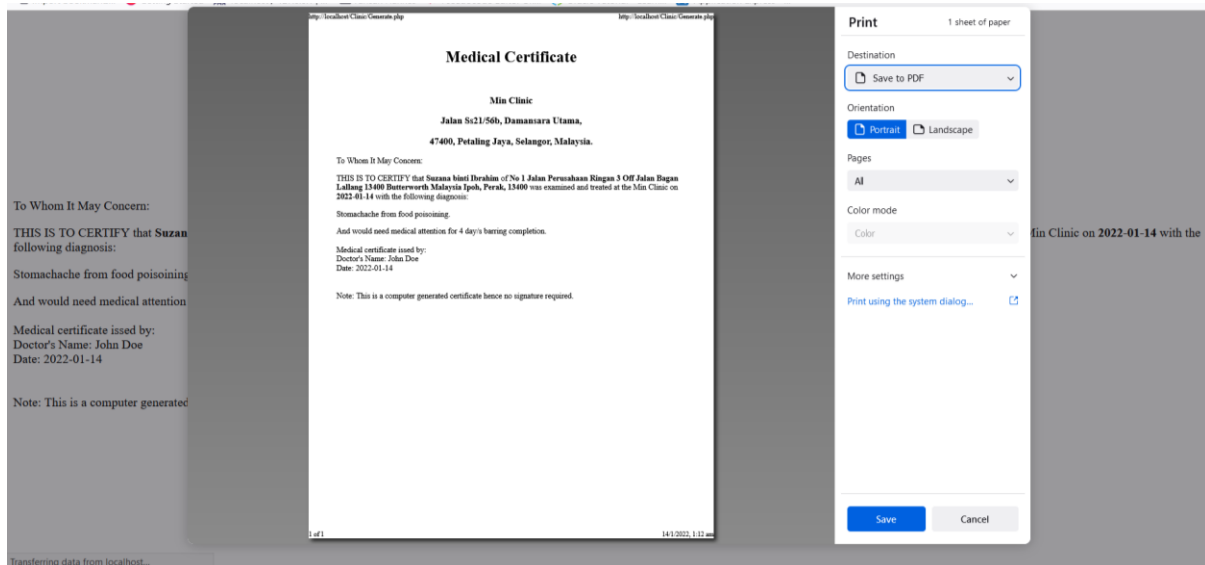 http://localhost/Clinic/Generate.php http://localhost/Clinic/Generate.php
Medical Certificate
Min Clinic
Jalan Ss21/56b, Damansara Utama,
47400, Petaling Jaya, Selangor, Malaysia.
To Whom It May Concern:
THIS IS TO CERTIFY that Suzana binti Ibrahim of No 1 Jalan Perusahaan Ringan 3 Off Jalan Bagan
Lallang 13400 Butterworth Malaysia Ipoh, Perak, 13400 was examined and treated at the Min Clinic on
2022-01-14 with the following diagnosis:
Stomachache from food poisoining.
And would need medical attention for 4 day/s barring completion.
Medical certificate issed by:
Doctor's Name: John Doe
Date: 2022-01-14
Note: This is a computer generated certificate hence no signature required.
1 of 1 14/1/2022, 1:12 am
Print 1 sheet of paper
Destination
Save to PDF
Orientation
Portrait Landscape
Pages
All
Color mode
Color
More settings
Print using the system dialog...
Save Cancel
To Whom It May Concern:
THIS IS TO CERTIFY that Suzan Min Clinic on 2022-01-14 with the
following diagnosis:
Stomachache from food poisoining
And would need medical attention
Medical certificate issed by:
Doctor's Name: John Doe
Date: 2022-01-14
Note: This is a computer generated
Transferring data from localhost...